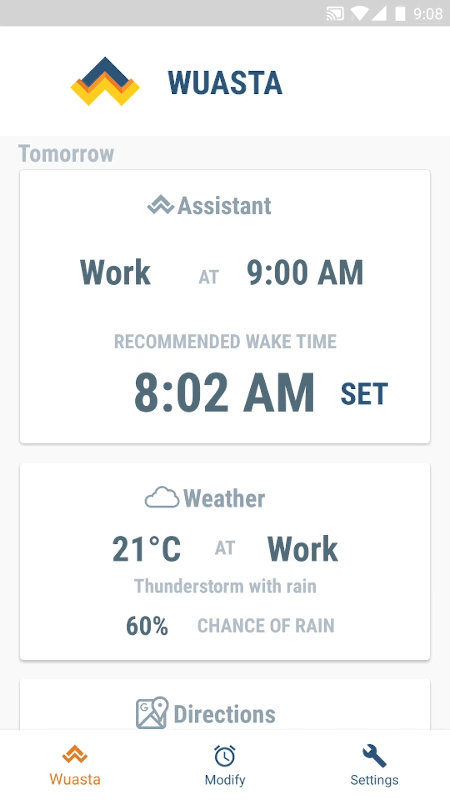 9:08
WUASTA
Tomorrow
Assistant
Work AT 9:00 AM
RECOMMENDED WAKE TIME
8:02 AM SET
Weather
21°C AT Work
Thunderstorm with rain
60% CHANCE OF RAIN
G Directions
Wuasta Modify Settings